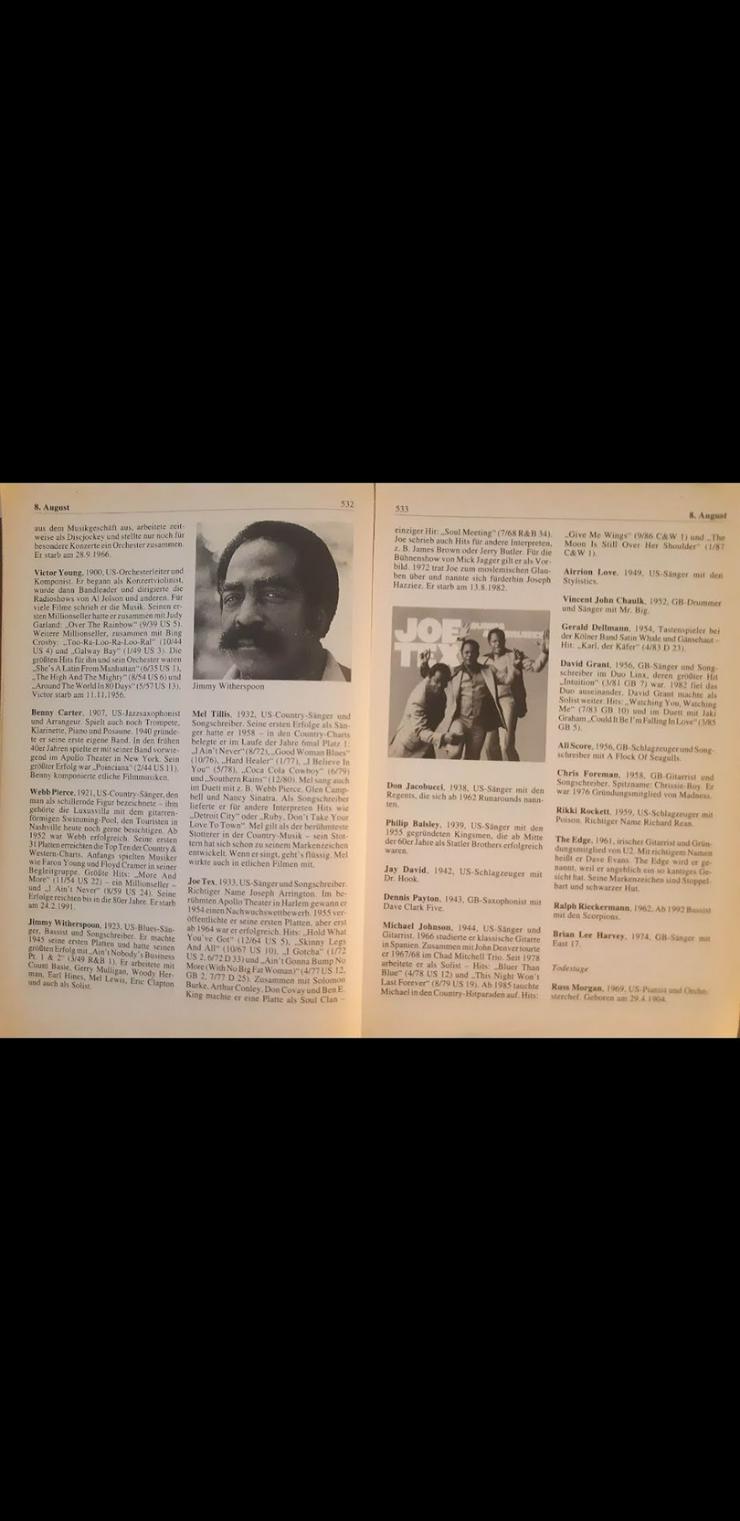 8. August
532
aus dem Musikgeschäft aus, arbeitete zeit-
weise als Discjockey und stellte nur noch für
besondere Konzerte ein Orchester zusammen.
Er starb am 28.9.1966.
Victor Young, 1900, US-Orchesterleiter und
Komponist. Er begann als Konzertviolinist,
wurde dann Bandleader und dirigierte die
Radioshows von Al Jolson und anderen. Für
viele Filme schrieb er die Musik. Seinen er-
sten Millionseller hatte er zusammen mit Judy
Garland: „Over The Rainbow“ (9/39 US 5).
Weitere Millionseller, zusammen mit Bing
Crosby: „Too-Ra-Loo-Ra-Loo-Ral“ (10/44
US 4) und „Galway Bay“ (1/49 US 3). Die
größten Hits für ihn und sein Orchester waren
„She's A Latin From Manhattan“ (6/35 US 1),
„The High And The Mighty“ (8/54 US 6) und
„Around The World In 80 Days“ (5/57 US 13).
Victor starb am 11.11.1956.
Benny Carter, 1907, US-Jazzsaxophonist
und Arrangeur. Spielt auch noch Trompete,
Klarinette, Piano und Posaune. 1940 gründe-
te er seine erste eigene Band. In den frühen
40er Jahren spielte er mit seiner Band vorwie-
gend im Apollo Theater in New York. Sein
größter Erfolg war „Poinciana“ (2/44 US 11).
Benny komponierte etliche Filmmusiken.
Webb Pierce, 1921, US-Country-Sänger, den
man als schillernde Figur bezeichnete – ihm
gehörte die Luxusvilla mit dem gitarren-
förmigen Swimming-Pool, den Touristen in
Nashville heute noch gerne besichtigen. Ab
1952 war Webb erfolgreich. Seine ersten
31 Platten erreichten die Top Ten der Country &
Western-Charts. Anfangs spielten Musiker
wie Faron Young und Floyd Cramer in seiner
Begleitgruppe. Größte Hits: „More And
More“ (11/54 US 22) – ein Millionseller –
und „I Ain't Never“ (8/59 US 24). Seine
Erfolge reichten bis in die 80er Jahre. Er starb
am 24.2.1991.
Jimmy Witherspoon, 1923, US-Blues-Sän-
ger, Bassist und Songschreiber. Er machte
1945 seine ersten Platten und hatte seinen
größten Erfolg mit „Ain't Nobody's Business
Pt. 1 & 2“ (3/49 R&B 1). Er arbeitete mit
Count Basie, Gerry Mulligan, Woody Her-
man, Earl Hines, Mel Lewis, Eric Clapton
und auch als Solist.
Jimmy Witherspoon
Mel Tillis, 1932, US-Country-Sänger und
Songschreiber. Seine ersten Erfolge als Sän-
ger hatte er 1958 – in den Country-Charts
belegte er im Laufe der Jahre 6mal Platz 1:
„I Ain't Never“ (8/72), „Good Woman Blues“
(10/76), „Hard Healer“ (1/77), „I Believe In
You“ (5/78), „Coca Cola Cowboy“ (6/79)
und „Southern Rains“ (12/80). Mel sang auch
im Duett mit z. B. Webb Pierce, Glen Camp-
bell und Nancy Sinatra. Als Songschreiber
lieferte er für andere Interpreten Hits wie
„Detroit City“ oder „Ruby, Don't Take Your
Love To Town“. Mel gilt als der berühmteste
Stotterer in der Country-Musik – sein Stot-
tern hat sich schon zu seinem Markenzeichen
entwickelt. Wenn er singt, geht's flüssig. Mel
wirkte auch in etlichen Filmen mit.
Joe Tex, 1933, US-Sänger und Songschreiber.
Richtiger Name Joseph Arrington. Im be-
rühmten Apollo Theater in Harlem gewann er
1954 einen Nachwuchswettbewerb. 1955 ver-
öffentlichte er seine ersten Platten, aber erst
ab 1964 war er erfolgreich. Hits: „Hold What
You've Got“ (12/64 US 5), „Skinny Legs
And All“ (10/67 US 10), „I Gotcha“ (1/72
US 2, 6/72 D 33) und „Ain't Gonna Bump No
More (With No Big Fat Woman)“ (4/77 US 12,
GB 2, 7/77 D 25). Zusammen mit Solomon
Burke, Arthur Conley, Don Covay und Ben E.
King machte er eine Platte als Soul Clan –
533
8. August
einziger Hit: „Soul Meeting“ (7/68 R&B 34).
Joe schrieb auch Hits für andere Interpreten,
z. B. James Brown oder Jerry Butler. Für die
Bühnenshow von Mick Jagger gilt er als Vor-
bild. 1972 trat Joe zum moslemischen Glau-
ben über und nannte sich fürderhin Joseph
Hazziez. Er starb am 13.8.1982.
JOE
TEX
Don Jacobucci, 1938, US-Sänger mit den
Regents, die sich ab 1962 Runarounds nann-
ten.
Philip Balsley, 1939, US-Sänger mit den
1955 gegründeten Kingsmen, die ab Mitte
der 60er Jahre als Statler Brothers erfolgreich
waren.
Jay David, 1942, US-Schlagzeuger mit
Dr. Hook.
Dennis Payton, 1943, GB-Saxophonist mit
Dave Clark Five.
Michael Johnson, 1944, US-Sänger und
Gitarrist. 1966 studierte er klassische Gitarre
in Spanien. Zusammen mit John Denver tourte
er 1967/68 im Chad Mitchell Trio. Seit 1978
arbeitete er als Solist – Hits: „Bluer Than
Blue“ (4/78 US 12) und „This Night Won't
Last Forever“ (8/79 US 19). Ab 1985 tauchte
Michael in den Country-Hitparaden auf. Hits:
„Give Me Wings“ (9/86 C&W 1) und „The
Moon Is Still Over Her Shoulder“ (1/87
C&W 1).
Airrion Love, 1949, US-Sänger mit den
Stylistics.
Vincent John Chaulk, 1952, GB-Drummer
und Sänger mit Mr. Big.
Gerald Dellmann, 1954, Tastenspieler bei
der Kölner Band Satin Whale und Gänsehaut –
Hit: „Karl, der Käfer“ (4/83 D 23).
David Grant, 1956, GB-Sänger und Song-
schreiber im Duo Linx, deren größter Hit
„Intuition“ (3/81 GB 7) war. 1982 fiel das
Duo auseinander. David Grant machte als
Solist weiter. Hits: „Watching You, Watching
Me“ (7/83 GB 10) und im Duett mit Jaki
Graham „Could It Be I'm Falling In Love“ (3/85
GB 5).
Ali Score, 1956, GB-Schlagzeuger und Song-
schreiber mit A Flock Of Seagulls.
Chris Foreman, 1958, GB-Gitarrist und
Songschreiber. Spitzname: Chrissie-Boy. Er
war 1976 Gründungsmitglied von Madness.
Rikki Rockett, 1959, US-Schlagzeuger mit
Poison. Richtiger Name Richard Ream.
The Edge, 1961, irischer Gitarrist und Grün-
dungsmitglied von U2. Mit richtigem Namen
heißt er Dave Evans. The Edge wird er ge-
nannt, weil er angeblich ein so kantiges Ge-
sicht hat. Seine Markenzeichen sind Stoppel-
bart und schwarzer Hut.
Ralph Rieckermann, 1962. Ab 1992 Bassist
mit den Scorpions.
Brian Lee Harvey, 1974, GB-Sänger mit
East 17.
Todestage
Russ Morgan, 1969, US-Pianist und Orche-
sterchef. Geboren am 29.4.1904.